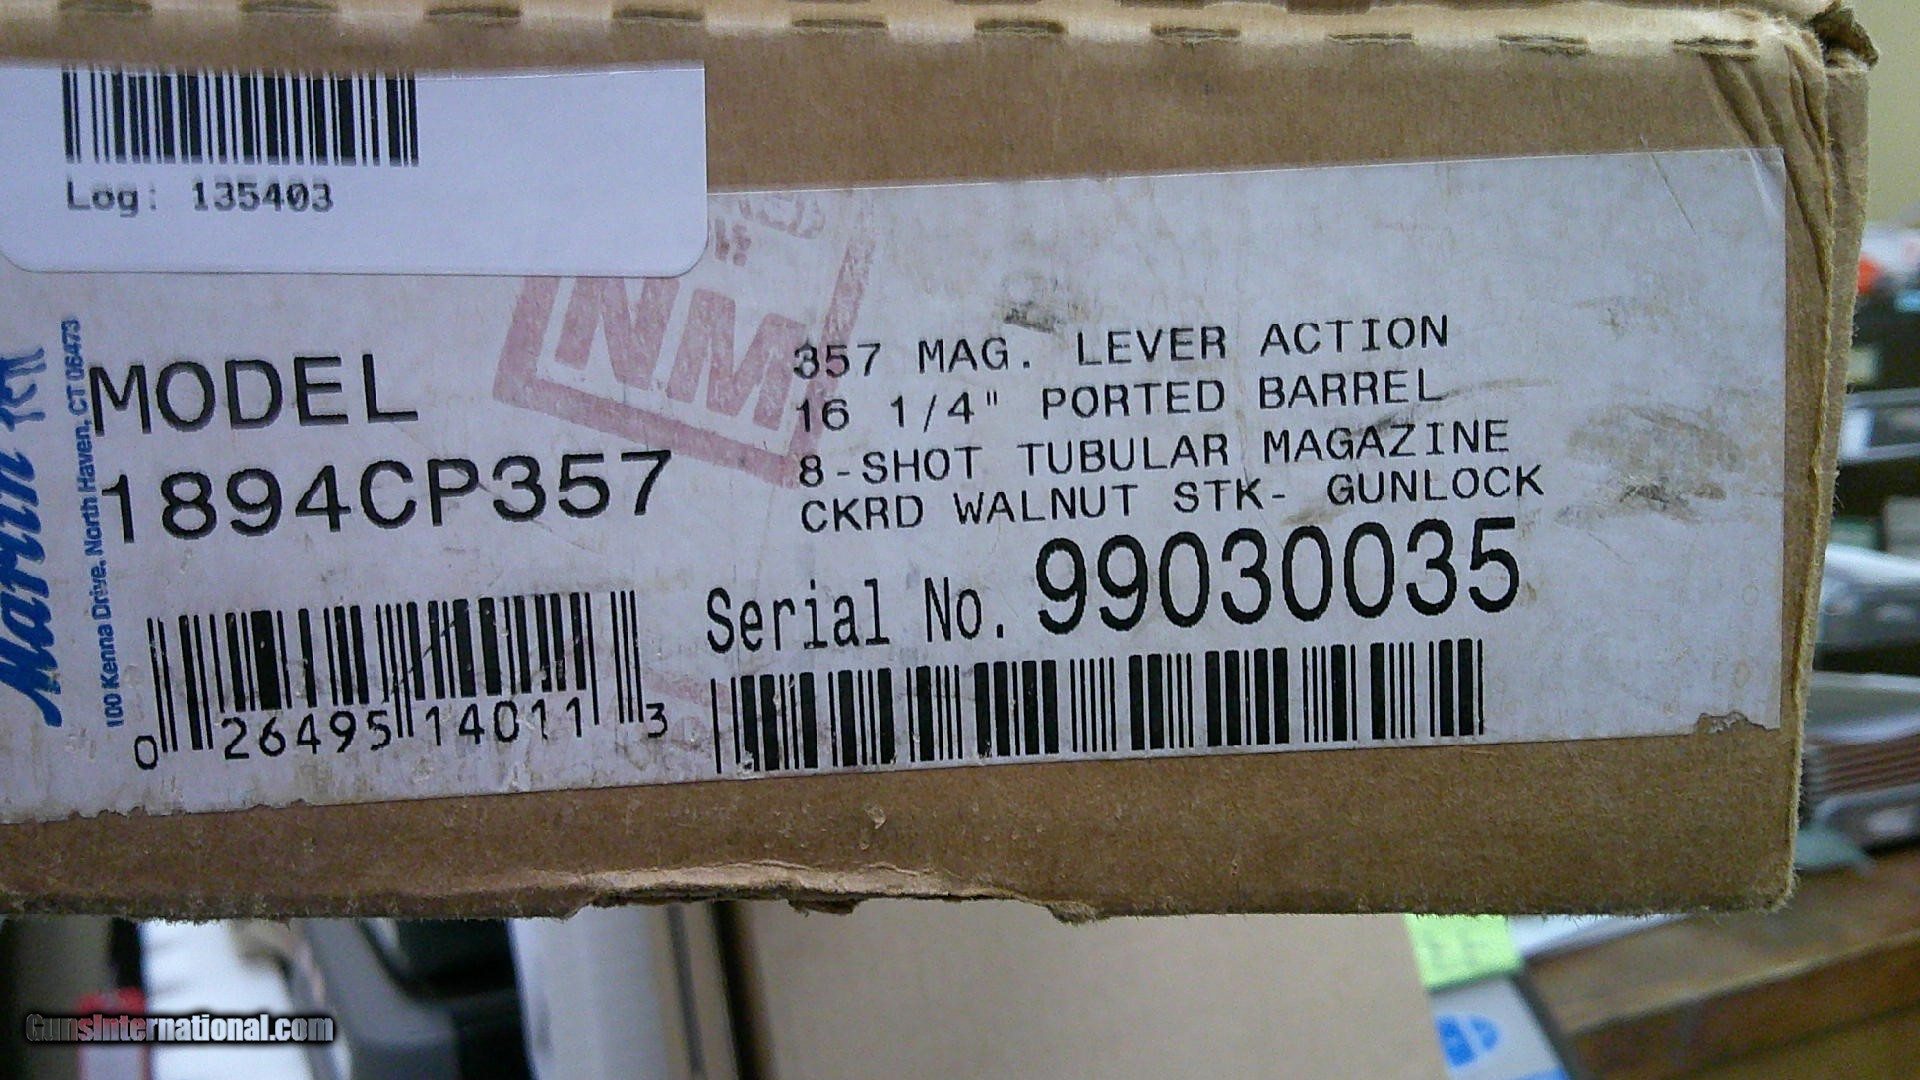 Log: 135403
Marlin
100 Kenna Drive, North Haven, CT 06473
MODEL
1894CP357
NM
357 MAG. LEVER ACTION
16 1/4" PORTED BARREL
8-SHOT TUBULAR MAGAZINE
CKRD WALNUT STK- GUNLOCK
Serial No. 99030035
0 26495 14011 3
GunsInternational.com